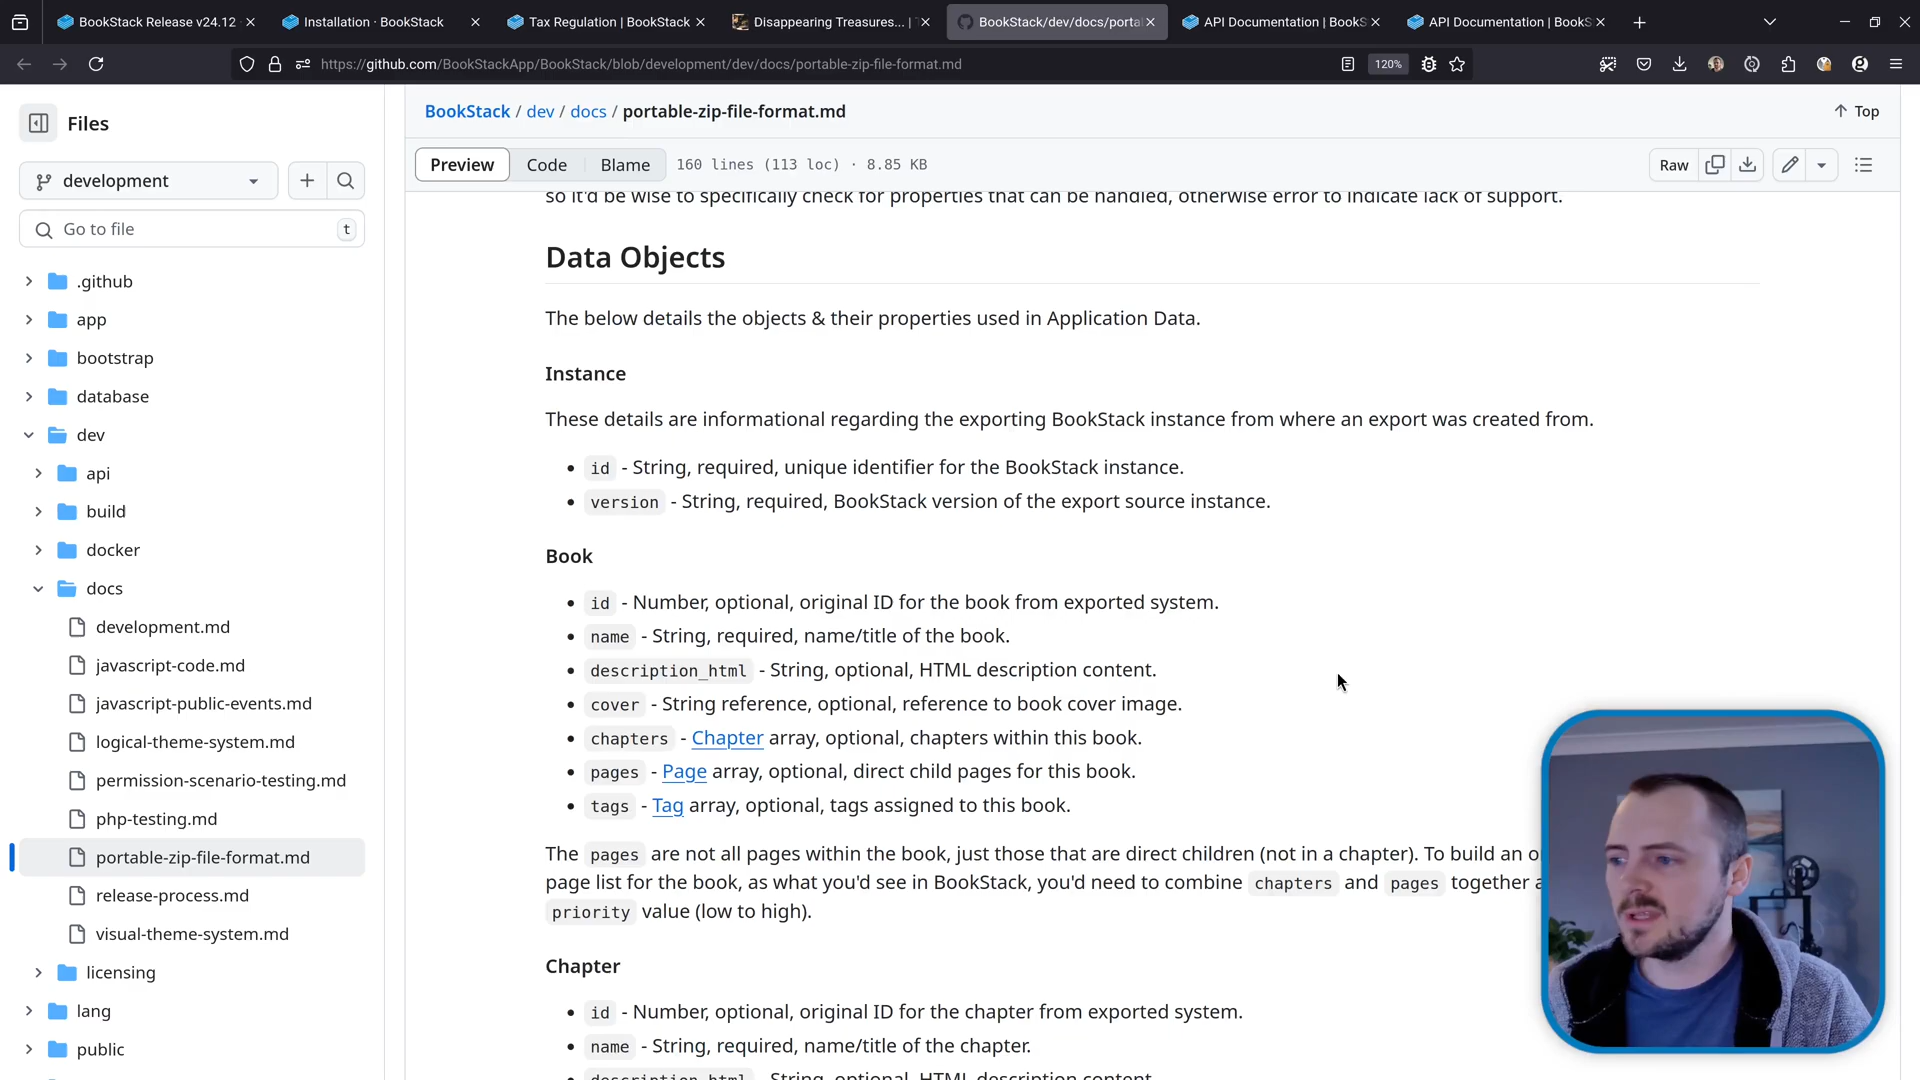 BookStack Release v24.12
Installation · BookStack
Tax Regulation | BookStack
Disappearing Treasures... |
BookStack/dev/docs/porta
API Documentation | BookS
API Documentation | BookS
https://github.com/BookStackApp/BookStack/blob/development/dev/docs/portable-zip-file-format.md
120%
Files
development
Go to file
t
.github
app
bootstrap
database
dev
api
build
docker
docs
development.md
javascript-code.md
javascript-public-events.md
logical-theme-system.md
permission-scenario-testing.md
php-testing.md
portable-zip-file-format.md
release-process.md
visual-theme-system.md
licensing
lang
public
BookStack / dev / docs / portable-zip-file-format.md
Top
Preview
Code
Blame
160 lines (113 loc) · 8.85 KB
Raw
so it'd be wise to specifically check for properties that can be handled, otherwise error to indicate lack of support.
Data Objects
The below details the objects & their properties used in Application Data.
Instance
These details are informational regarding the exporting BookStack instance from where an export was created from.
• id - String, required, unique identifier for the BookStack instance.
• version - String, required, BookStack version of the export source instance.
Book
• id - Number, optional, original ID for the book from exported system.
• name - String, required, name/title of the book.
• description_html - String, optional, HTML description content.
• cover - String reference, optional, reference to book cover image.
• chapters - Chapter array, optional, chapters within this book.
• pages - Page array, optional, direct child pages for this book.
• tags - Tag array, optional, tags assigned to this book.
The pages are not all pages within the book, just those that are direct children (not in a chapter). To build an
page list for the book, as what you'd see in BookStack, you'd need to combine chapters and pages together
priority value (low to high).
Chapter
• id - Number, optional, original ID for the chapter from exported system.
• name - String, required, name/title of the chapter.
description_html - String, optional, HTML description content.